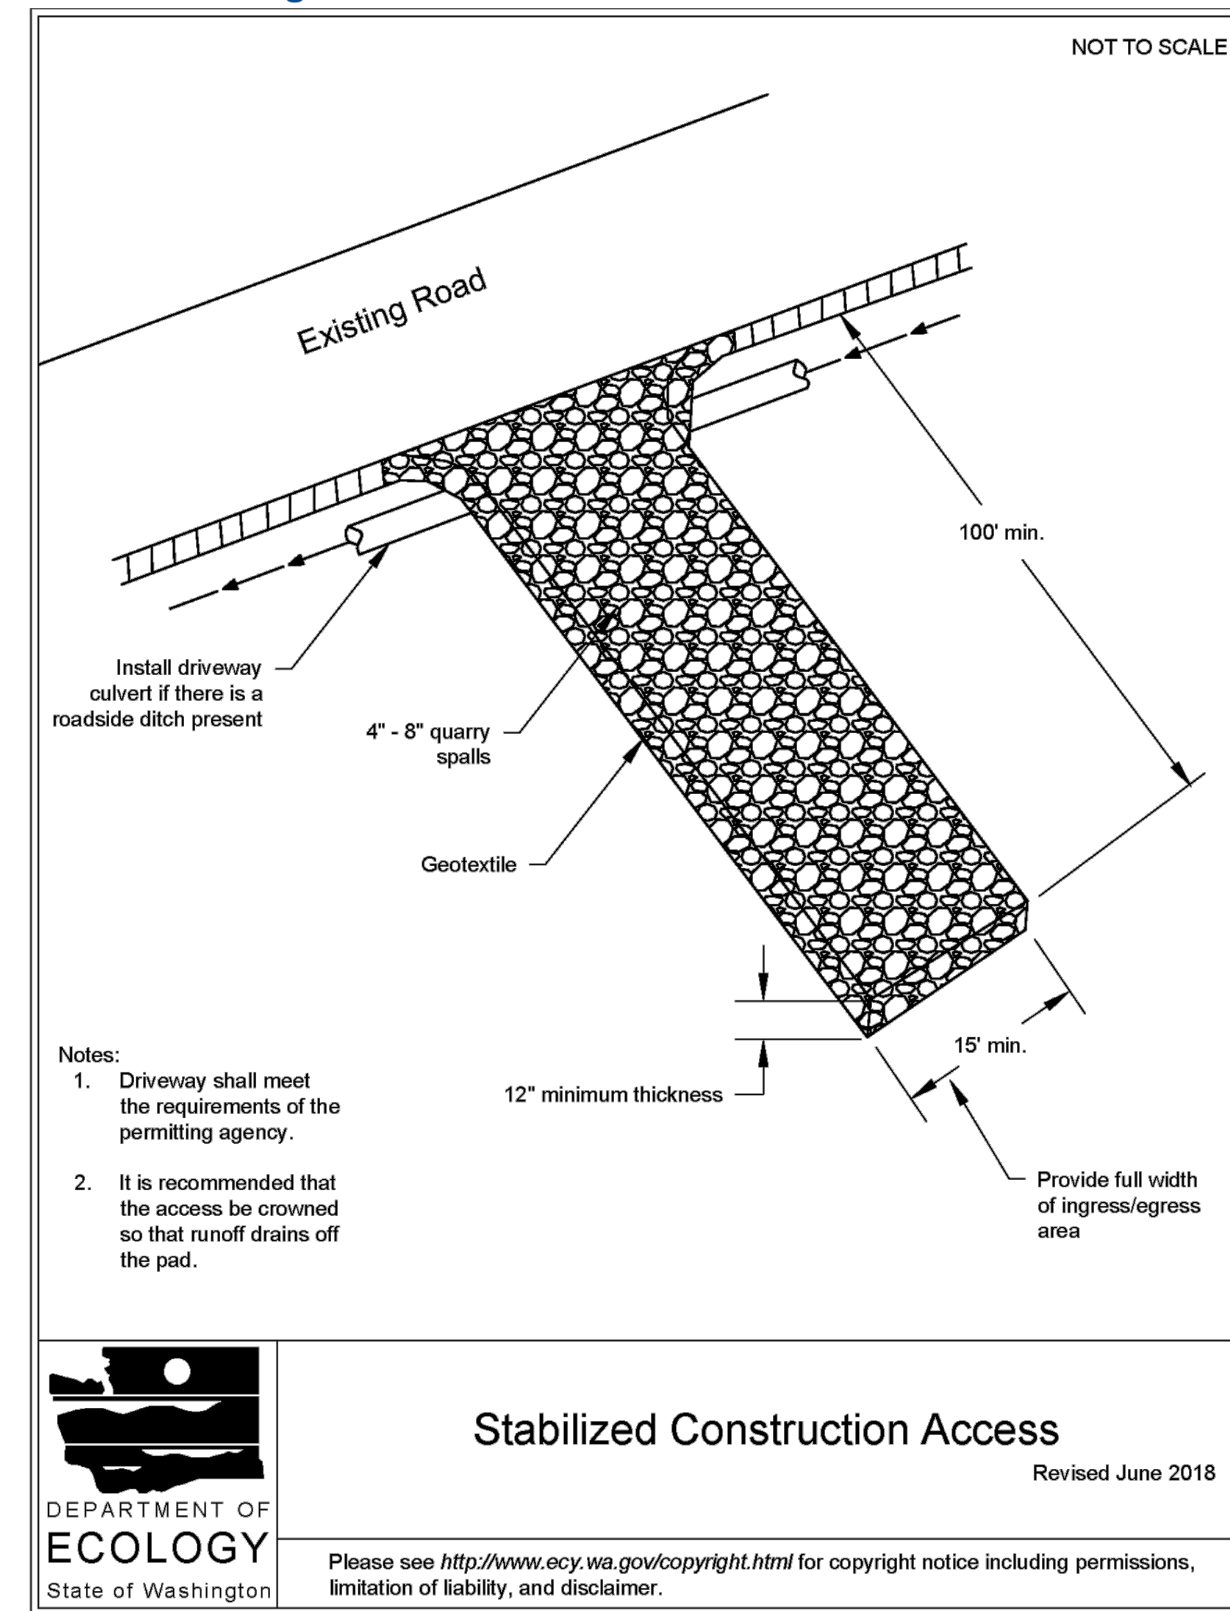 NOT TO SCALE
Existing Road
100' min.
Install driveway
culvert if there is a
roadside ditch present
4" - 8" quarry
spalls
Geotextile
15' min.
12" minimum thickness
Provide full width
of ingress/egress
area
Notes:
1. Driveway shall meet
the requirements of the
permitting agency.
2. It is recommended that
the access be crowned
so that runoff drains off
the pad.
DEPARTMENT OF
ECOLOGY
State of Washington
Stabilized Construction Access
Revised June 2018
Please see http://www.ecy.wa.gov/copyright.html for copyright notice including permissions,
limitation of liability, and disclaimer.